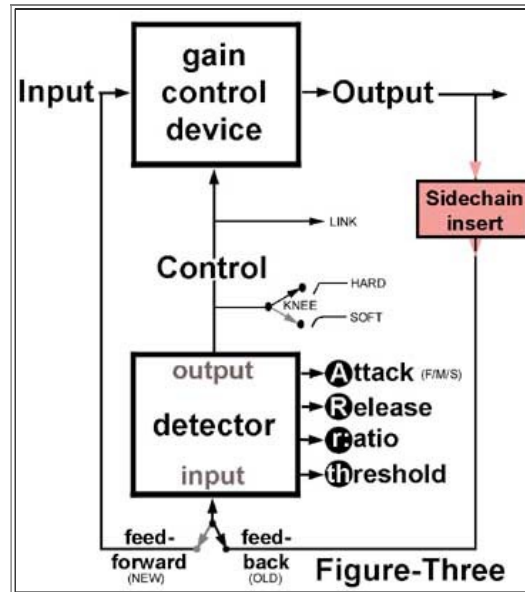 gain
control
device
Input
Output
Sidechain
insert
LINK
Control
HARD
KNEE
SOFT
output
detector
input
Attack (F/M/S)
Release
r:atio
threshold
feed-
forward
(NEW)
feed-
back
(OLD)
Figure-Three